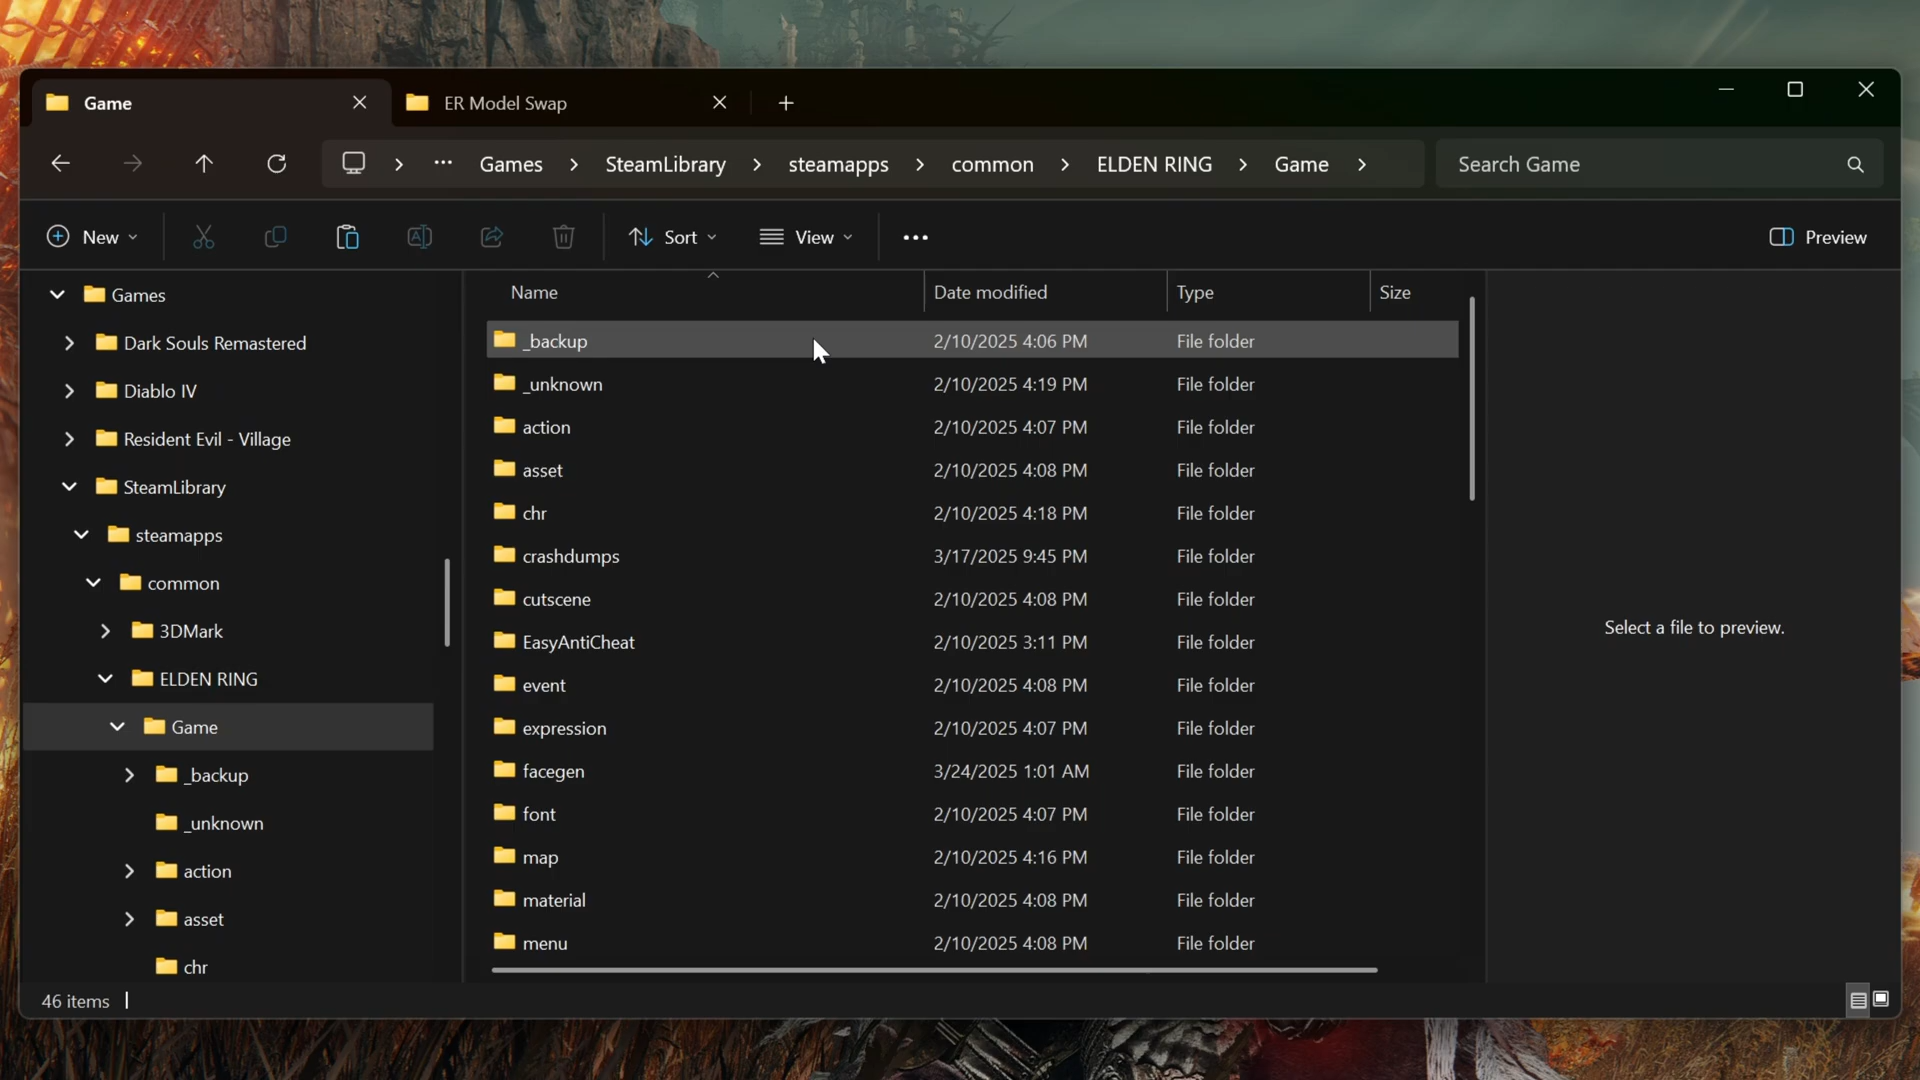 Game
ER Model Swap
Games
SteamLibrary
steamapps
common
ELDEN RING
Game
Search Game
New
Sort
View
Preview
Games
Dark Souls Remastered
Diablo IV
Resident Evil - Village
SteamLibrary
steamapps
common
3DMark
ELDEN RING
Game
_backup
_unknown
action
asset
chr
Name Date modified Type Size
_backup 2/10/2025 4:06 PM File folder
_unknown 2/10/2025 4:19 PM File folder
action 2/10/2025 4:07 PM File folder
asset 2/10/2025 4:08 PM File folder
chr 2/10/2025 4:18 PM File folder
crashdumps 3/17/2025 9:45 PM File folder
cutscene 2/10/2025 4:08 PM File folder
EasyAntiCheat 2/10/2025 3:11 PM File folder
event 2/10/2025 4:08 PM File folder
expression 2/10/2025 4:07 PM File folder
facegen 3/24/2025 1:01 AM File folder
font 2/10/2025 4:07 PM File folder
map 2/10/2025 4:16 PM File folder
material 2/10/2025 4:08 PM File folder
menu 2/10/2025 4:08 PM File folder
Select a file to preview.
46 items